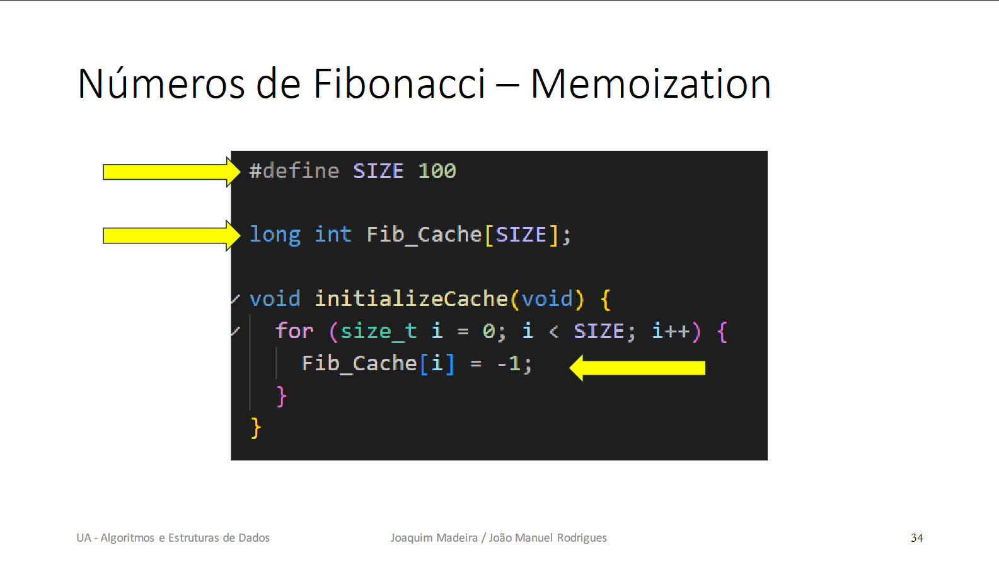 Números de Fibonacci – Memoization
#define SIZE 100
long int Fib_Cache[SIZE];
void initializeCache(void) {
for (size_t i = 0; i < SIZE; i++) {
Fib_Cache[i] = -1;
}
}
UA - Algoritmos e Estruturas de Dados
Joaquim Madeira / João Manuel Rodrigues
34